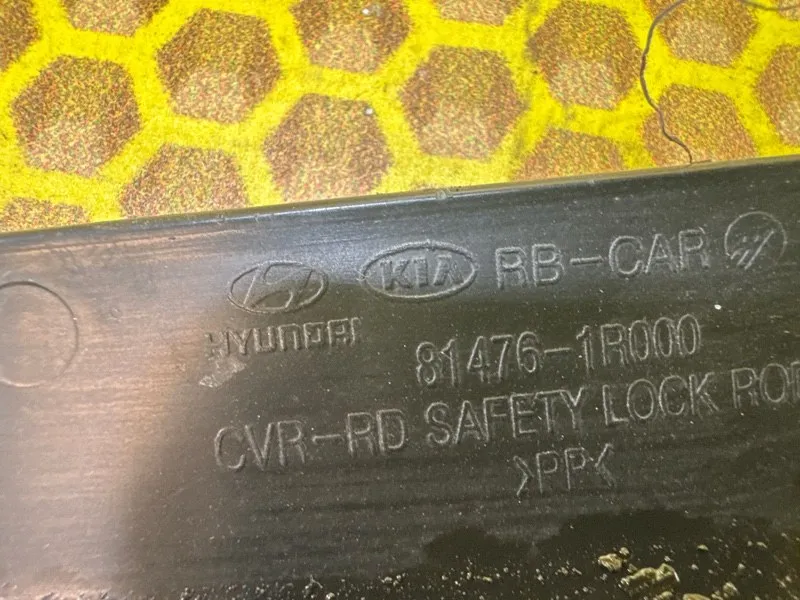 KIA RB-CAR
HYUNDAI
81476-1R000
CVR-RD SAFETY LOCK ROD
>PP<